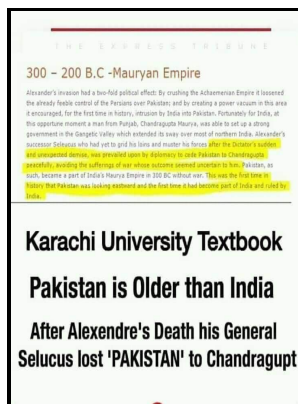 THE EXPRESS TRIBUNE
300 – 200 B.C -Mauryan Empire
Alexander's invasion had a two-fold political effect: By crushing the Achaemenian Empire it loosened
the already feeble control of the Persians over Pakistan; and by creating a power vacuum in this area
it encouraged, for the first time in history, intrusion by India into Pakistan. Fortunately for India, at
this opportune moment a man from Punjab, Chandragupta Maurya, was able to set up a strong
government in the Gangetic Valley which extended its sway over most of northern India. Alexander's
successor Seleucus who had yet to grid his loins and muster his forces after the Dictator's sudden
and unexpected demise, was prevailed upon by diplomacy to cede Pakistan to Chandragupta
peacefully, avoiding the sufferings of war whose outcome seemed uncertain to him. Pakistan, as
such, became a part of India's Maurya Empire in 300 BC without war. This was the first time in
history that Pakistan was looking eastward and the first time it had become part of India and ruled by
India.
Karachi University Textbook
Pakistan is Older than India
After Alexendre's Death his General
Selucus lost 'PAKISTAN' to Chandragupt